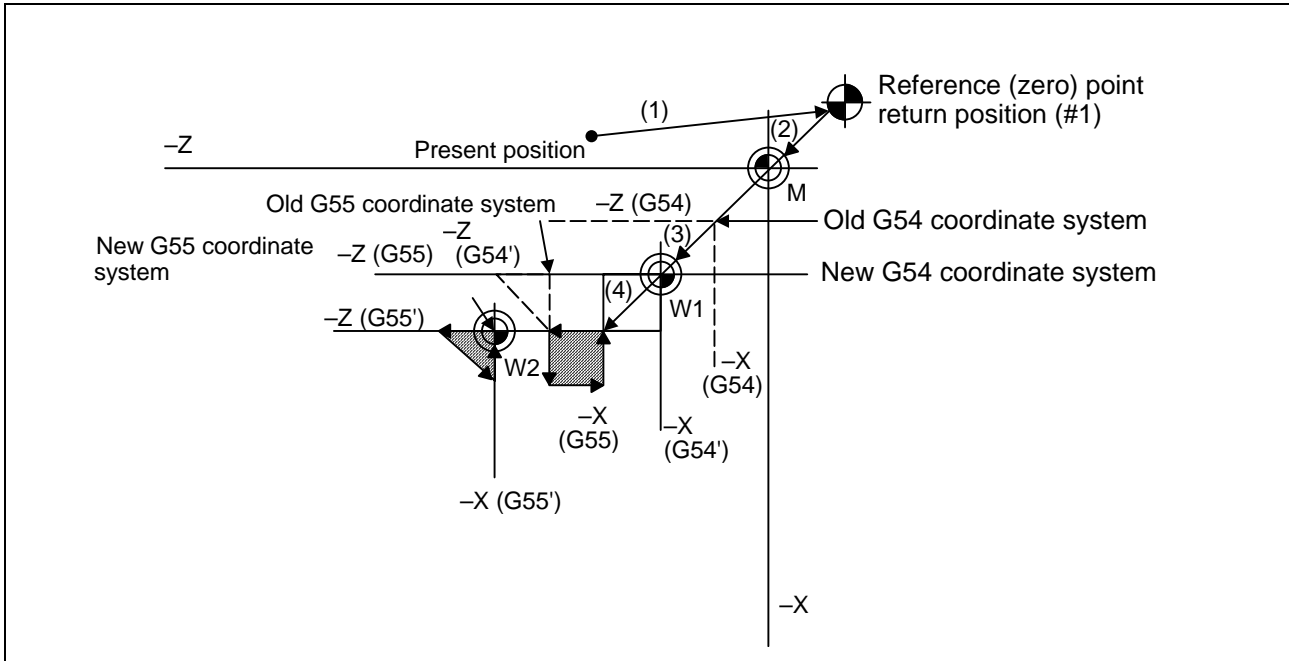 Reference (zero) point
return position (#1)
(1)
(2)
Present position
–Z
M
Old G55 coordinate system
–Z (G54)
Old G54 coordinate system
New G55 coordinate
system
–Z
(G54')
(3)
–Z (G55)
New G54 coordinate system
(4)
W1
–Z (G55')
W2
–X
(G54)
–X
(G55)
–X
(G54')
–X (G55')
–X